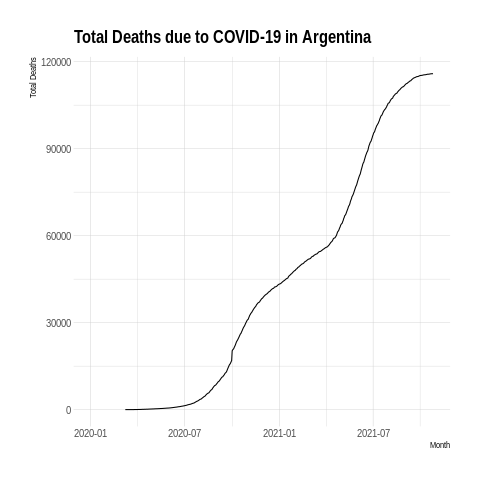 Total Deaths due to COVID-19 in Argentina
Total Deaths
120000
90000
60000
30000
0
2020-01 2020-07 2021-01 2021-07
Month